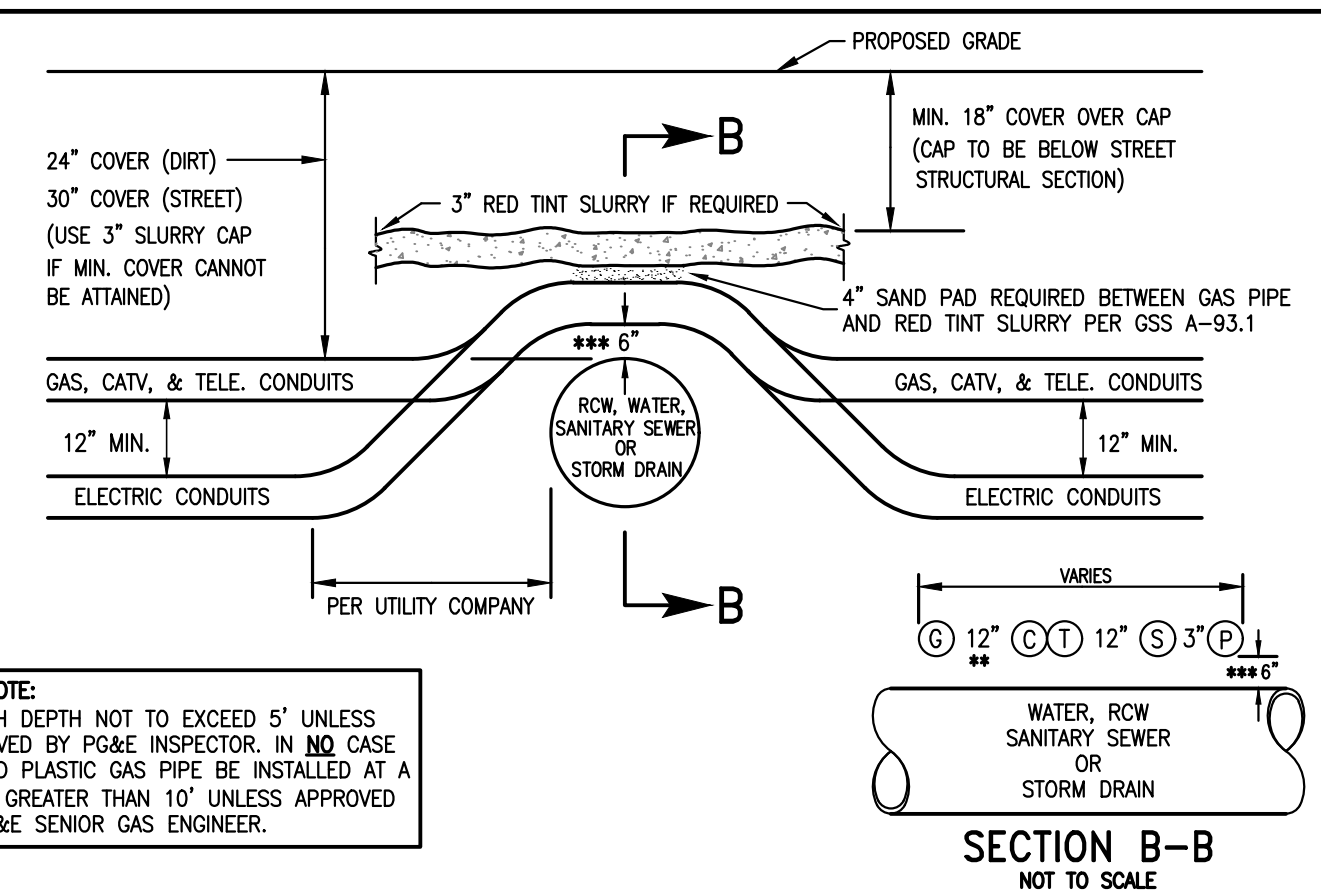 PROPOSED GRADE
24" COVER (DIRT)
30" COVER (STREET)
(USE 3" SLURRY CAP
IF MIN. COVER CANNOT
BE ATTAINED)
B
MIN. 18" COVER OVER CAP
(CAP TO BE BELOW STREET
STRUCTURAL SECTION)
3" RED TINT SLURRY IF REQUIRED
4" SAND PAD REQUIRED BETWEEN GAS PIPE
AND RED TINT SLURRY PER GSS A-93.1
*** 6"
GAS, CATV, & TELE. CONDUITS
GAS, CATV, & TELE. CONDUITS
RCW, WATER,
SANITARY SEWER
OR
STORM DRAIN
12" MIN.
12" MIN.
ELECTRIC CONDUITS
ELECTRIC CONDUITS
PER UTILITY COMPANY
B
VARIES
G 12" C T 12" S 3" P
**
*** 6"
WATER, RCW
SANITARY SEWER
OR
STORM DRAIN
SECTION B-B
NOT TO SCALE
OTE:
H DEPTH NOT TO EXCEED 5' UNLESS
VED BY PG&E INSPECTOR. IN NO CASE
D PLASTIC GAS PIPE BE INSTALLED AT A
GREATER THAN 10' UNLESS APPROVED
&E SENIOR GAS ENGINEER.